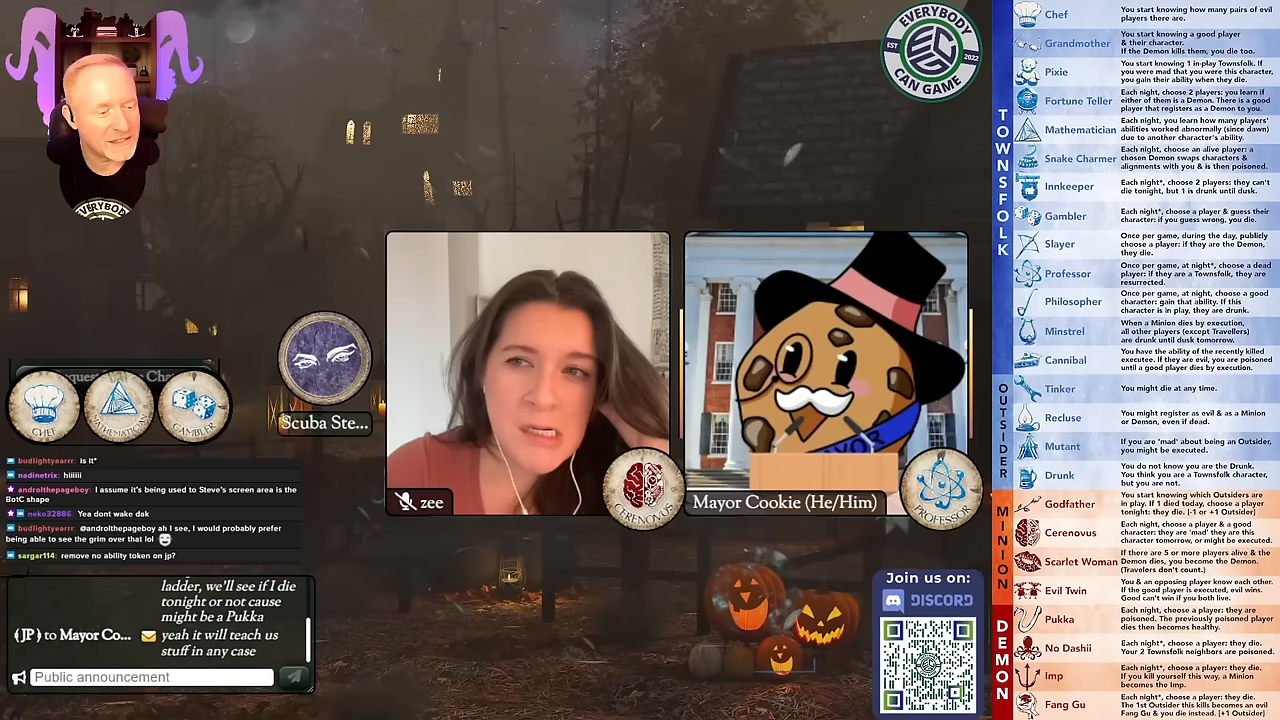 EVERYBODY
EST
2022
CAN GAME
EVERYBOD
Scuba Ste...
CHEF
MATHEMATICIAN
GAMBLER
budlightyearrr: is it*
nadinetrix: hiiiiii
androlthepageboy: I assume it's being used to Steve's screen area is the
BotC shape
neko32886: Yea dont wake dak
budlightyearrr: @androlthepageboy ah I see, I would probably prefer
being able to see the grim over that lol
sargar114: remove no ability token on jp?
ladder, we'll see if I die
tonight or not cause
might be a Pukka
(JP) to Mayor Co...
yeah it will teach us
stuff in any case
Public announcement
zee
CERENOVUS
MAYOR
Mayor Cookie (He/Him)
PROFESSOR
Join us on:
DISCORD
TOWNSFOLK
Chef
You start knowing how many pairs of evil
players there are.
Grandmother
You start knowing a good player
& their character.
If the Demon kills them, you die too.
Pixie
You start knowing 1 in-play Townsfolk. If
you were mad that you were this character,
you gain their ability when they die.
Fortune Teller
Each night, choose 2 players: you learn if
either of them is a Demon. There is a good
player that registers as a Demon to you.
Mathematician
Each night, you learn how many players'
abilities worked abnormally (since dawn)
due to another character's ability.
Snake Charmer
Each night, choose an alive player: a
chosen Demon swaps characters &
alignments with you & is then poisoned.
Innkeeper
Each night*, choose 2 players: they can't
die tonight, but 1 is drunk until dusk.
Gambler
Each night*, choose a player & guess their
character: if you guess wrong, you die.
Slayer
Once per game, during the day, publicly
choose a player: if they are the Demon,
they die.
Professor
Once per game, at night*, choose a dead
player: if they are a Townsfolk, they are
resurrected.
Philosopher
Once per game, at night, choose a good
character: gain that ability. If this
character is in play, they are drunk.
Minstrel
When a Minion dies by execution,
all other players (except Travellers)
are drunk until dusk tomorrow.
Cannibal
You have the ability of the recently killed
executee. If they are evil, you are poisoned
until a good player dies by execution.
OUTSIDER
Tinker
You might die at any time.
Recluse
You might register as evil & as a Minion
or Demon, even if dead.
Mutant
If you are 'mad' about being an Outsider,
you might be executed.
Drunk
You do not know you are the Drunk.
You think you are a Townsfolk character,
but you are not.
MINION
Godfather
You start knowing which Outsiders are
in play. If 1 died today, choose a player
tonight: they die. [-1 or +1 Outsider]
Cerenovus
Each night, choose a player & a good
character: they are 'mad' they are this
character tomorrow, or might be executed.
Scarlet Woman
If there are 5 or more players alive & the
Demon dies, you become the Demon.
(Travelers don't count.)
Evil Twin
You & an opposing player know each other.
If the good player is executed, evil wins.
Good can't win if you both live.
DEMON
Pukka
Each night, choose a player: they are
poisoned. The previously poisoned player
dies then becomes healthy.
No Dashii
Each night*, choose a player: they die.
Your 2 Townsfolk neighbors are poisoned.
Imp
Each night*, choose a player: they die.
If you kill yourself this way, a Minion
becomes the Imp.
Fang Gu
Each night*, choose a player: they die.
The 1st Outsider this kills becomes an evil
Fang Gu & you die instead. [+1 Outsider]